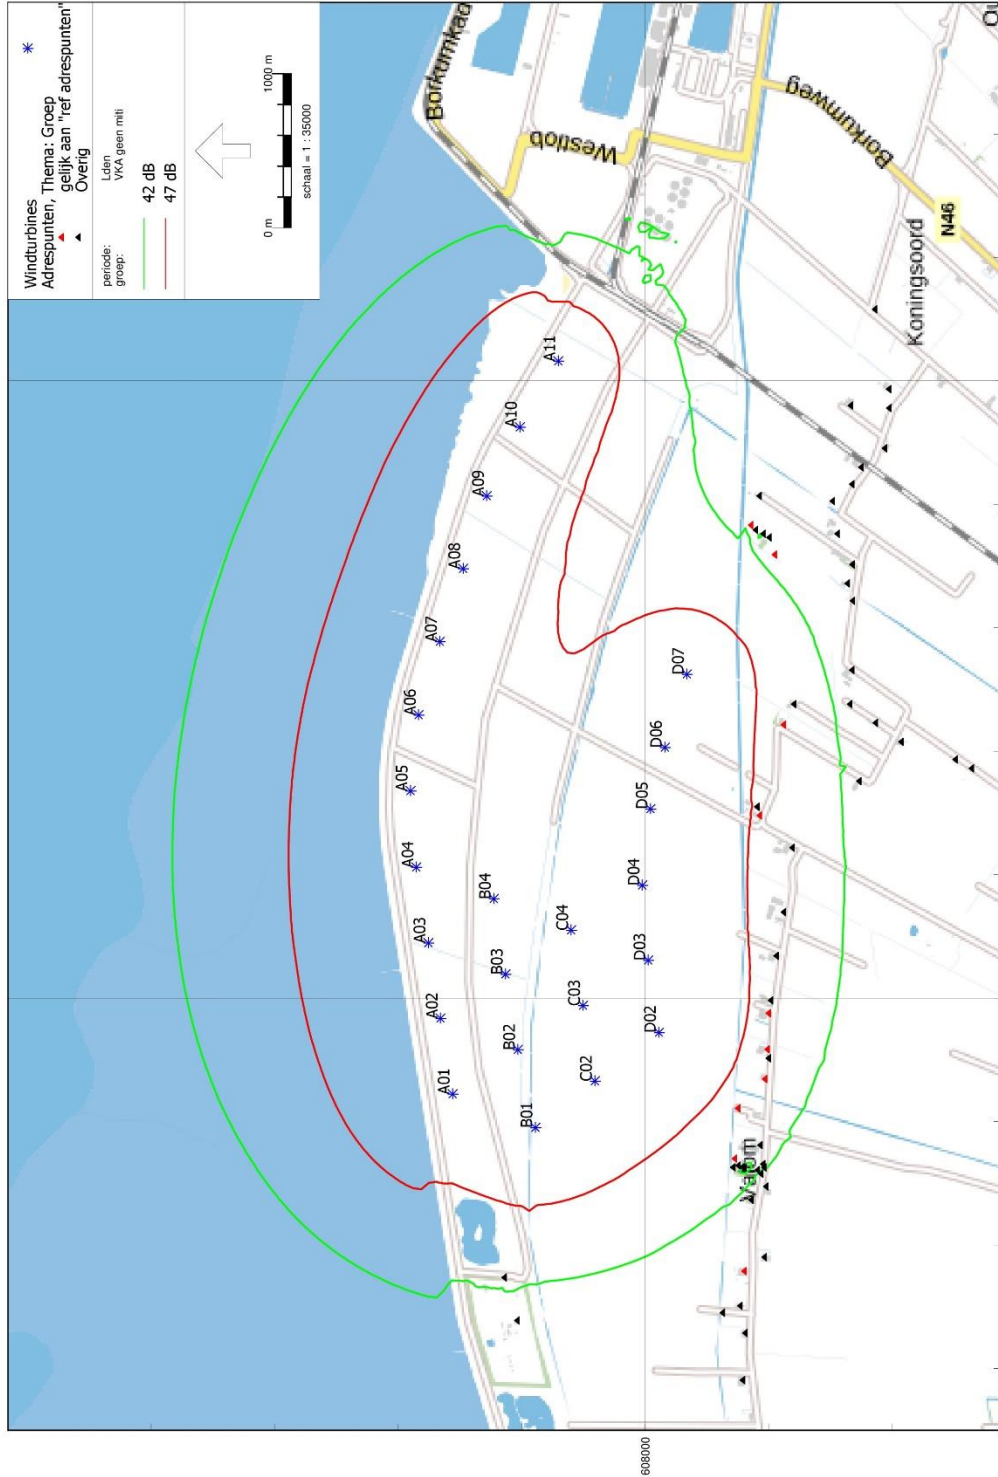 Windturbines
Adrespunten, Thema: Groep
gelijk aan "ref adrespunten"
Overig
periode: Lden
groep: VKA geen miti
42 dB
47 dB
0 m 1000 m
schaal = 1 : 35000
Borkumkad
Westlob
Borkumweg
N46
Koningsoord
A01
A02
A03
A04
A05
A06
A07
A08
A09
A10
A11
B01
B02
B03
B04
C02
C03
C04
D02
D03
D04
D05
D06
D07
608000